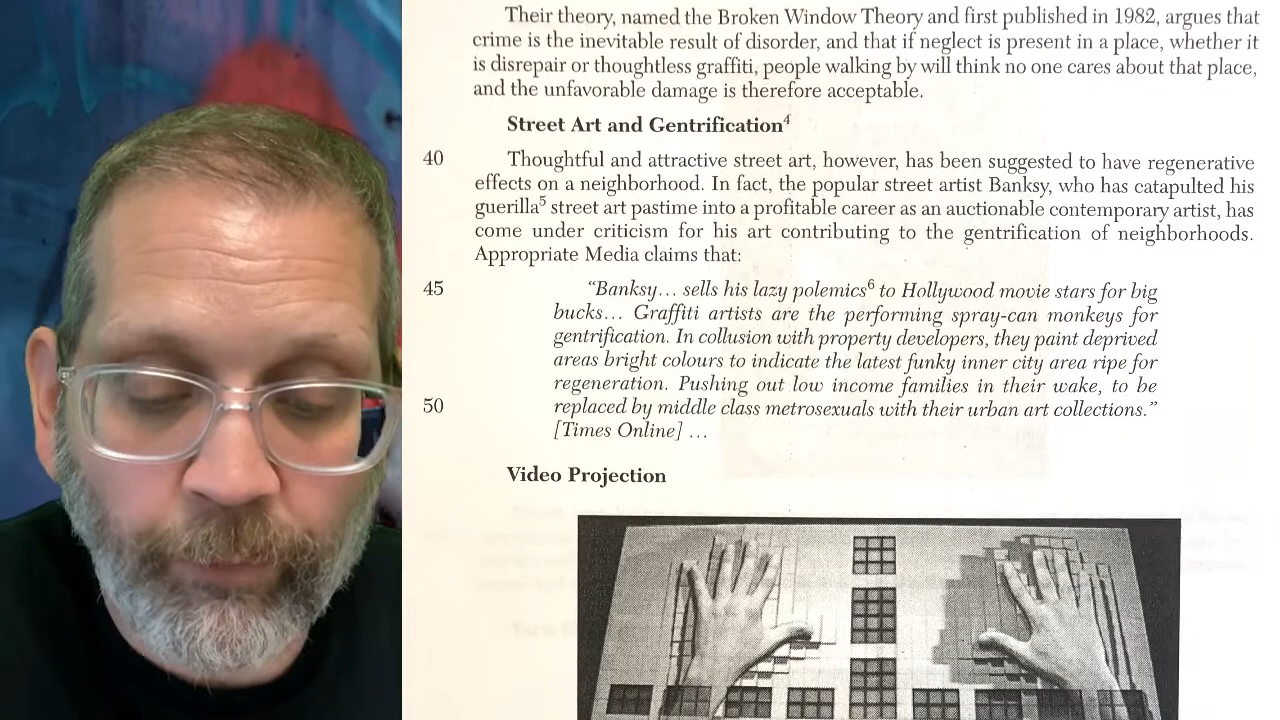 Their theory, named the Broken Window Theory and first published in 1982, argues that
crime is the inevitable result of disorder, and that if neglect is present in a place, whether it
is disrepair or thoughtless graffiti, people walking by will think no one cares about that place,
and the unfavorable damage is therefore acceptable.
Street Art and Gentrification4
40 Thoughtful and attractive street art, however, has been suggested to have regenerative
effects on a neighborhood. In fact, the popular street artist Banksy, who has catapulted his
guerilla5 street art pastime into a profitable career as an auctionable contemporary artist, has
come under criticism for his art contributing to the gentrification of neighborhoods.
Appropriate Media claims that:
45 “Banksy… sells his lazy polemics6 to Hollywood movie stars for big
bucks… Graffiti artists are the performing spray-can monkeys for
gentrification. In collusion with property developers, they paint deprived
areas bright colours to indicate the latest funky inner city area ripe for
regeneration. Pushing out low income families in their wake, to be
50 replaced by middle class metrosexuals with their urban art collections.”
[Times Online] …
Video Projection